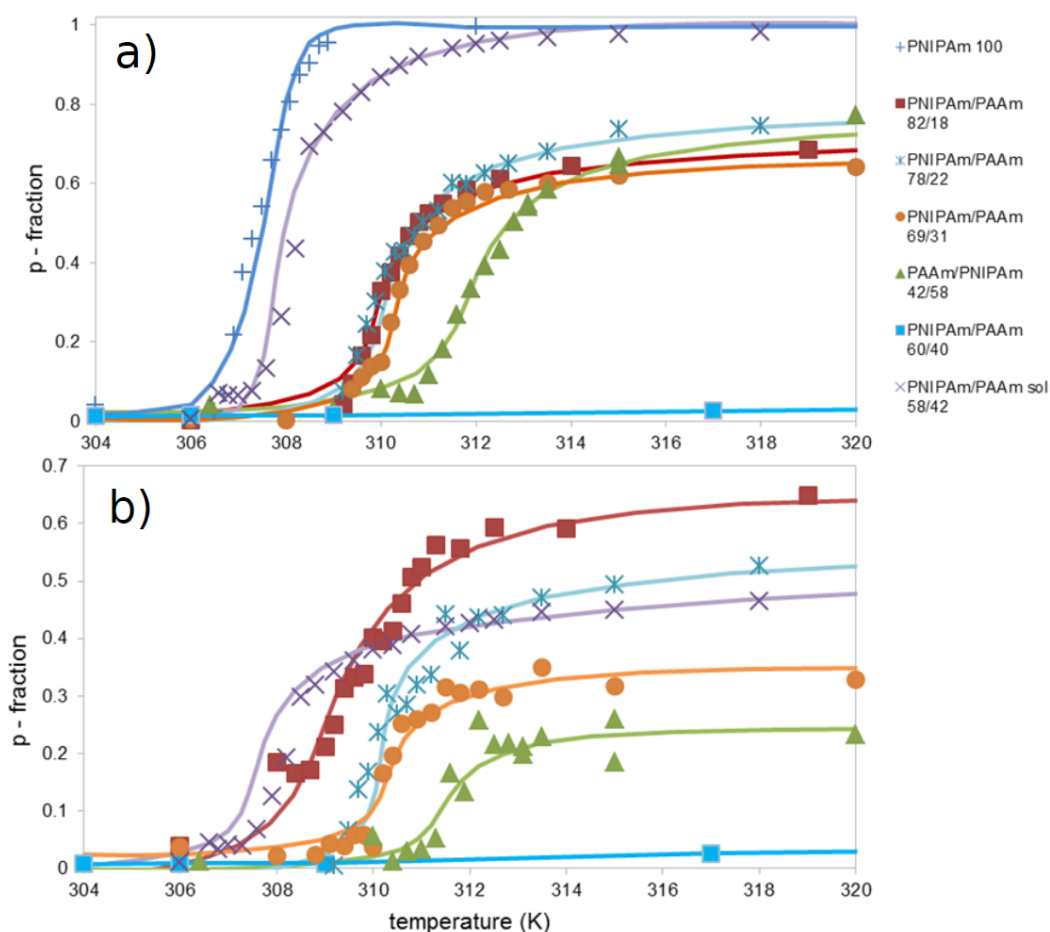 a)
p - fraction
1
0.8
0.6
0.4
0.2
0
304 306 308 310 312 314 316 318 320
PNIPAm 100
PNIPAm/PAAm
82/18
PNIPAm/PAAm
78/22
PNIPAm/PAAm
69/31
PAAm/PNIPAm
42/58
PNIPAm/PAAm
60/40
PNIPAm/PAAm sol
58/42
b)
p - fraction
0.7
0.6
0.5
0.4
0.3
0.2
0.1
0
304 306 308 310 312 314 316 318 320
temperature (K)